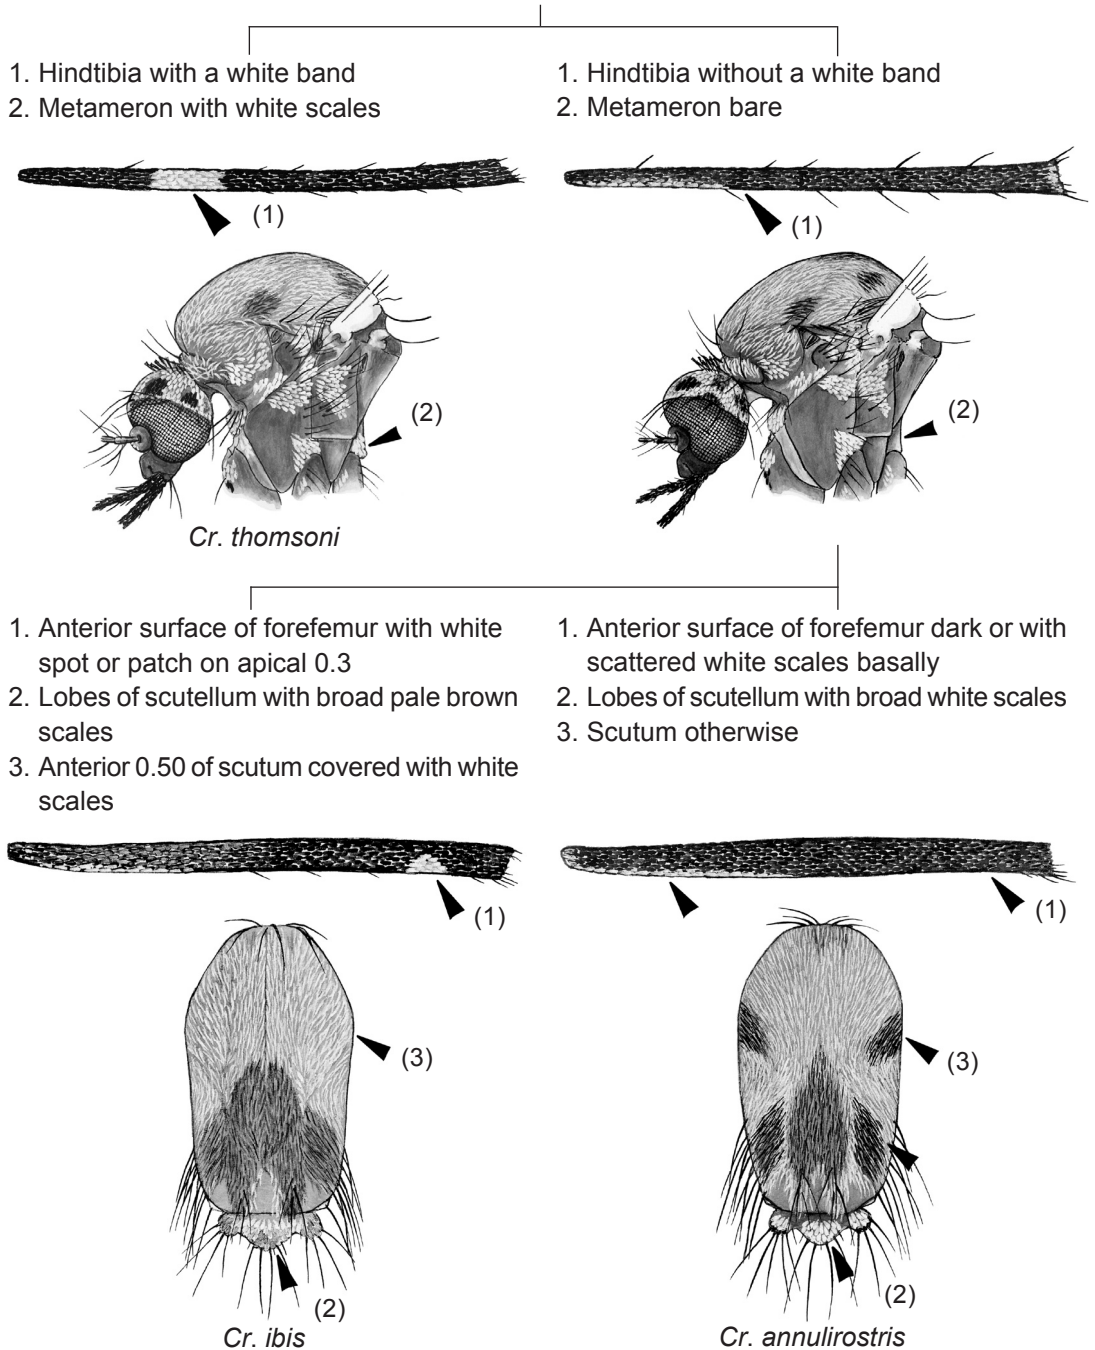 1. Hindtibia with a white band
2. Metameron with white scales
1. Hindtibia without a white band
2. Metameron bare
(1)
(1)
(2)
(2)
Cr. thomsoni
1. Anterior surface of forefemur with white
spot or patch on apical 0.3
2. Lobes of scutellum with broad pale brown
scales
3. Anterior 0.50 of scutum covered with white
scales
1. Anterior surface of forefemur dark or with
scattered white scales basally
2. Lobes of scutellum with broad white scales
3. Scutum otherwise
(1)
(1)
(3)
(3)
(2)
(2)
Cr. ibis
Cr. annulirostris